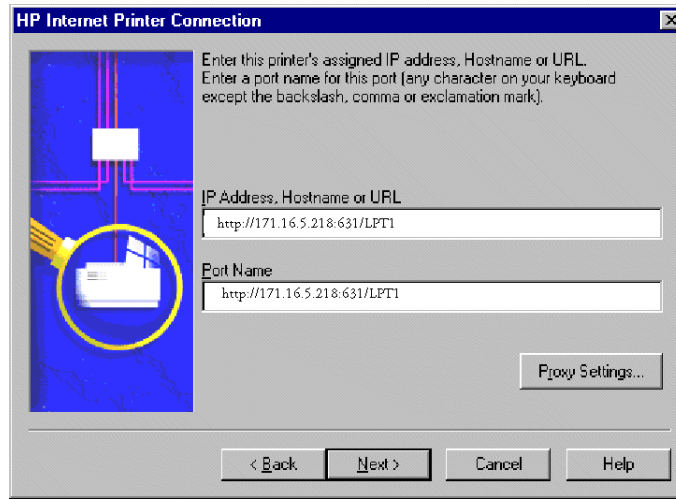 HP Internet Printer Connection
Enter this printer's assigned IP address, Hostname or URL.
Enter a port name for this port (any character on your keyboard
except the backslash, comma or exclamation mark).
IP Address, Hostname or URL
http://171.16.5.218:631/LPT1
Port Name
http://171.16.5.218:631/LPT1
Proxy Settings...
< Back Next > Cancel Help